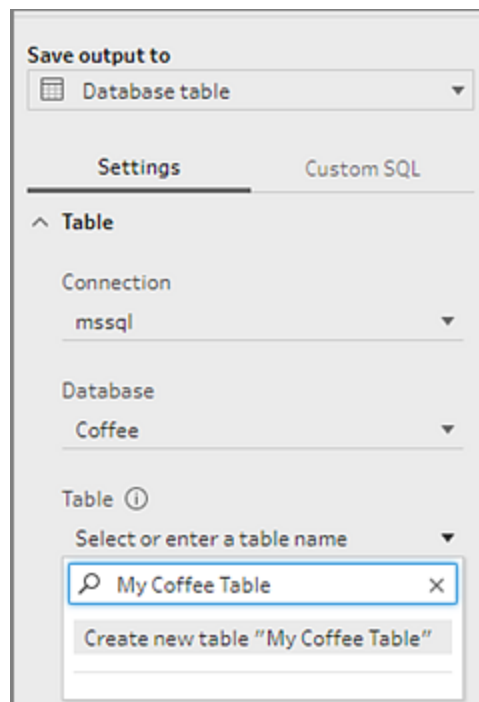 Save output to
Database table
Settings Custom SQL
Table
Connection
mssql
Database
Coffee
Table
Select or enter a table name
My Coffee Table
Create new table "My Coffee Table"